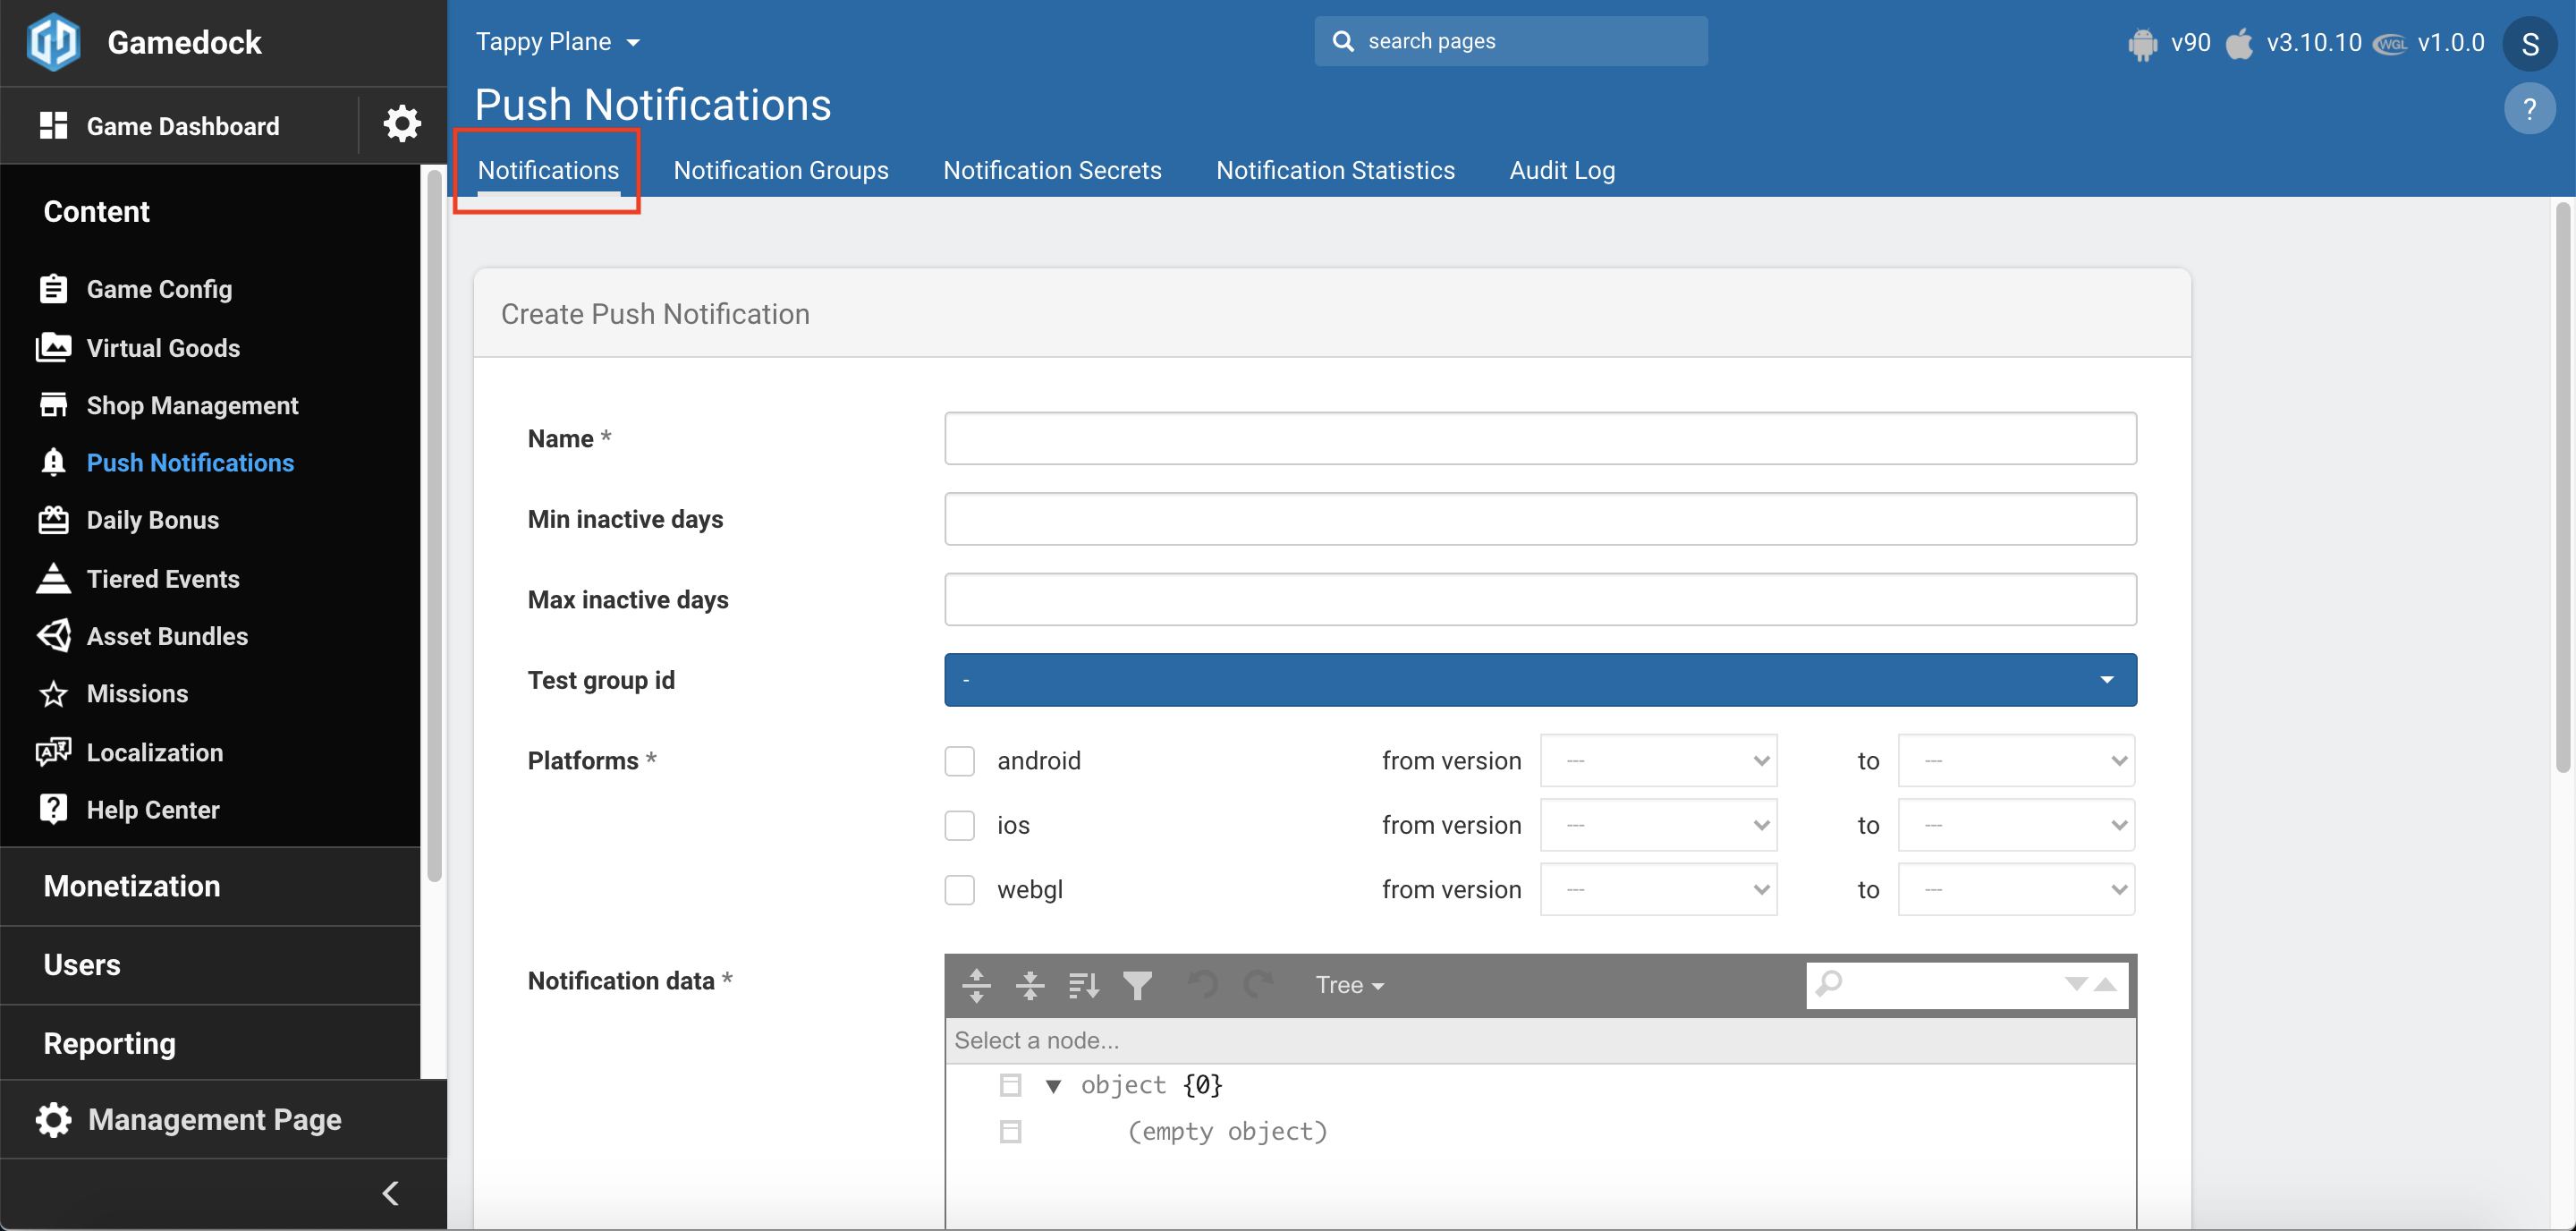 Gamedock
Game Dashboard
Content
Game Config
Virtual Goods
Shop Management
Push Notifications
Daily Bonus
Tiered Events
Asset Bundles
Missions
Localization
Help Center
Monetization
Users
Reporting
Management Page
Tappy Plane
search pages
v90 v3.10.10 WGL v1.0.0 S
?
Push Notifications
Notifications Notification Groups Notification Secrets Notification Statistics Audit Log
Create Push Notification
Name *
Min inactive days
Max inactive days
Test group id -
Platforms * android from version --- to ---
ios from version --- to ---
webgl from version --- to ---
Notification data * Tree
Select a node...
object {0}
(empty object)